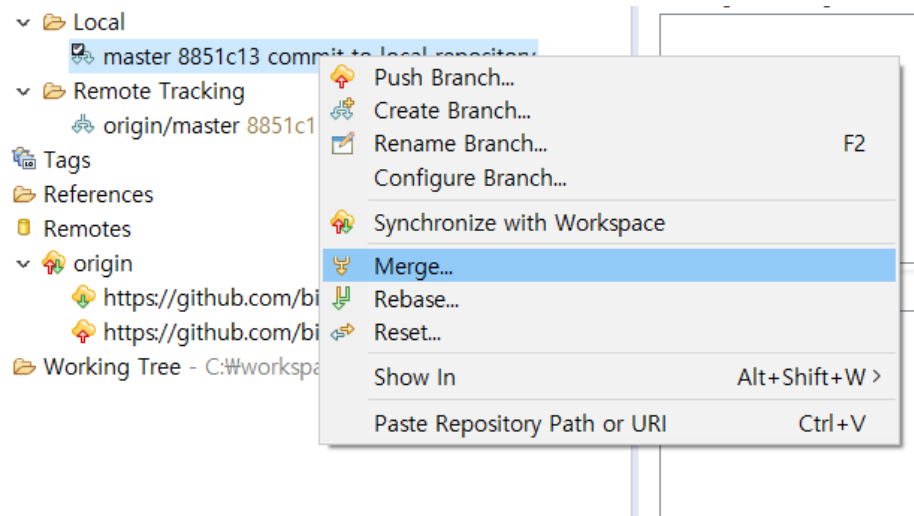 Local
master 8851c13 commit to local repository
Remote Tracking
origin/master 8851c1
Tags
References
Remotes
origin
https://github.com/bi
https://github.com/bi
Working Tree - C:₩workspa
Push Branch...
Create Branch...
Rename Branch... F2
Configure Branch...
Synchronize with Workspace
Merge...
Rebase...
Reset...
Show In Alt+Shift+W >
Paste Repository Path or URI Ctrl+V